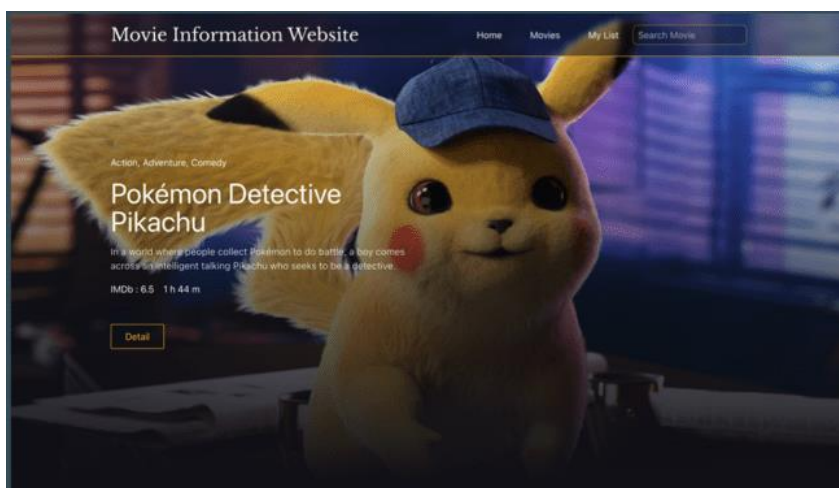 Movie Information Website
Home Movies My List Search Movie
Action, Adventure, Comedy
Pokémon Detective
Pikachu
In a world where people collect Pokémon to do battle, a boy comes
across an intelligent talking Pikachu who seeks to be a detective.
IMDb : 6.5 1 h 44 m
Detail